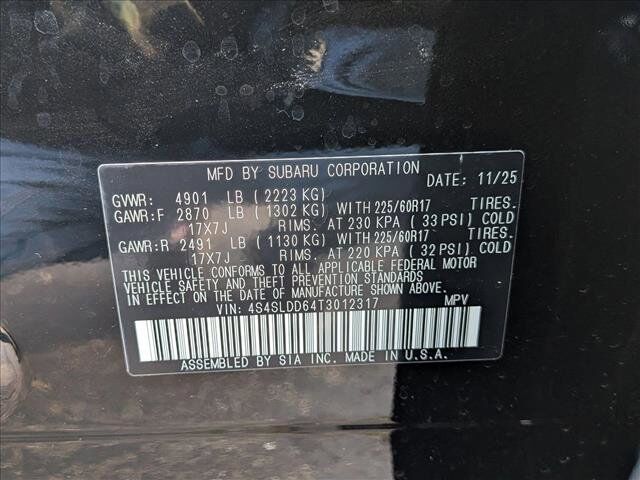 MFD BY SUBARU CORPORATION DATE: 11/25
GVWR: 4901 LB (2223 KG)
GAWR:F 2870 LB (1302 KG) WITH 225/60R17 TIRES.
17X7J RIMS. AT 230 KPA (33 PSI) COLD
GAWR:R 2491 LB (1130 KG) WITH 225/60R17 TIRES.
17X7J RIMS. AT 220 KPA (32 PSI) COLD
THIS VEHICLE CONFORMS TO ALL APPLICABLE FEDERAL MOTOR
VEHICLE SAFETY AND THEFT PREVENTION STANDARDS
IN EFFECT ON THE DATE OF MANUFACTURE SHOWN ABOVE.
VIN: 4S4SLDD64T3012317 MPV
ASSEMBLED BY SIA INC. MADE IN U.S.A.